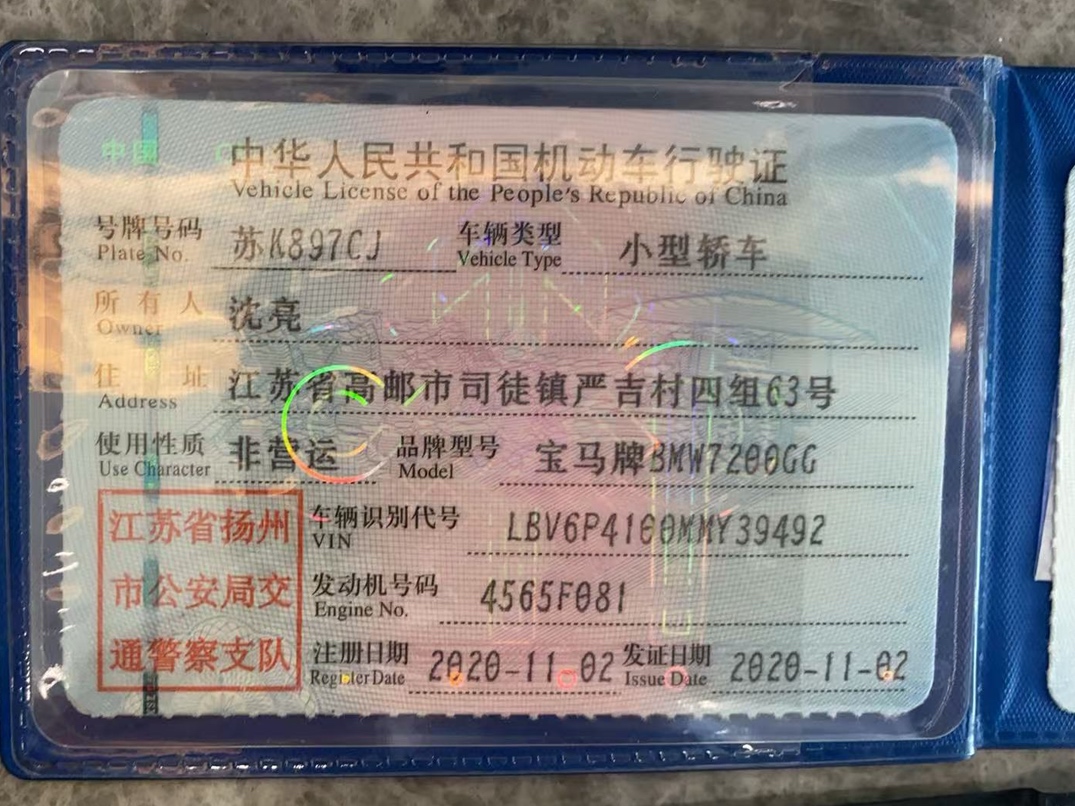 中国
中华人民共和国机动车行驶证
Vehicle License of the People's Republic of China
号牌号码 苏K897CJ 车辆类型 小型轿车
Plate No. Vehicle Type
所有人 沈亮
Owner
住址 江苏省高邮市司徒镇严吉村四组63号
Address
使用性质 非营运 品牌型号 宝马牌BMW7200GG
Use Character Model
江苏省扬州
市公安局交
通警察支队
车辆识别代号 LBV6P4160MMY39492
VIN
发动机号码 4565F081
Engine No.
注册日期 2020-11-02 发证日期 2020-11-02
Register Date Issue Date